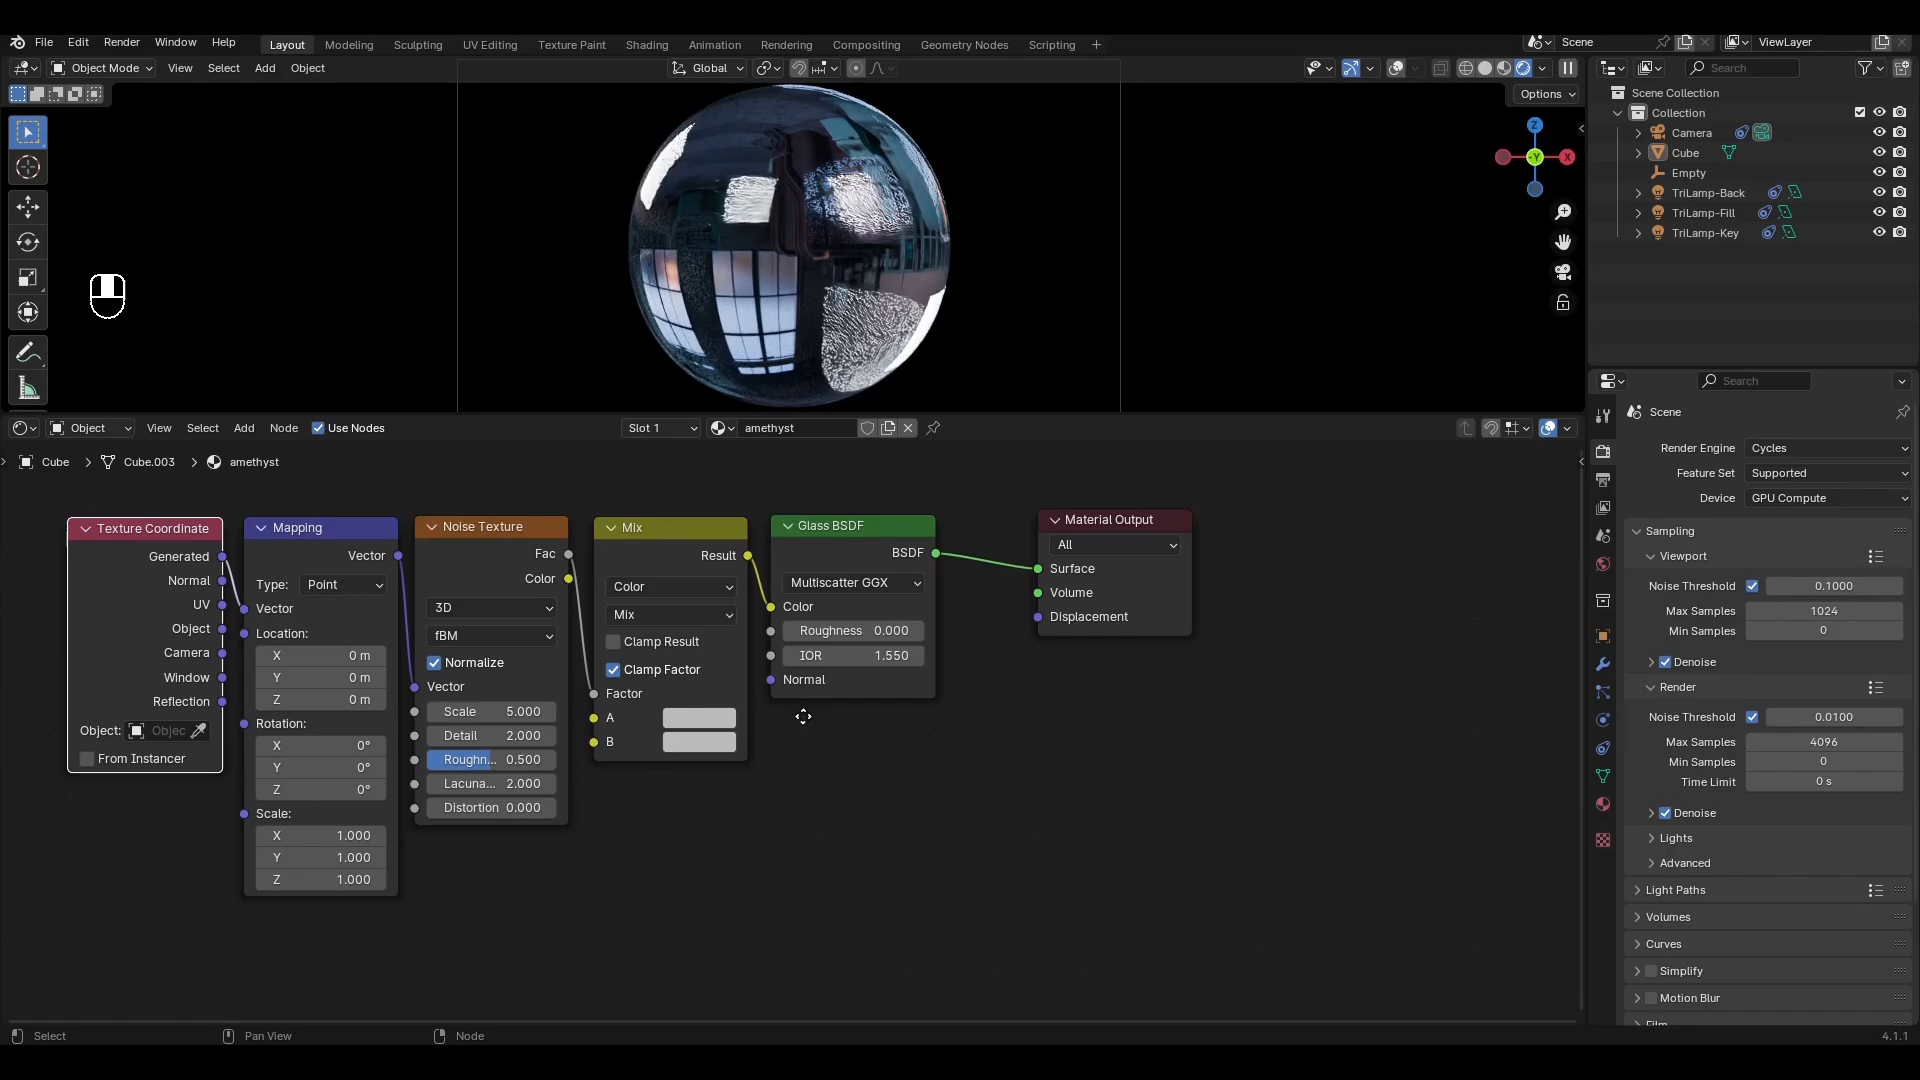 File Edit Render Window Help Layout Modeling Sculpting UV Editing Texture Paint Shading Animation Rendering Compositing Geometry Nodes Scripting + Scene ViewLayer
Object Mode View Select Add Object Global Search
Options
Z
-Y
X
Scene Collection
Collection
Camera
Cube
Empty
TriLamp-Back
TriLamp-Fill
TriLamp-Key
Object View Select Add Node Use Nodes Slot 1 amethyst
Cube > Cube.003 > amethyst
Texture Coordinate
Generated
Normal
UV
Object
Camera
Window
Reflection
Object: Objec
From Instancer
Mapping
Vector
Type: Point
Vector
Location:
X 0 m
Y 0 m
Z 0 m
Rotation:
X 0°
Y 0°
Z 0°
Scale:
X 1.000
Y 1.000
Z 1.000
Noise Texture
Fac
Color
3D
fBM
Normalize
Vector
Scale 5.000
Detail 2.000
Roughn... 0.500
Lacuna... 2.000
Distortion 0.000
Mix
Result
Color
Mix
Clamp Result
Clamp Factor
Factor
A
B
Glass BSDF
BSDF
Multiscatter GGX
Color
Roughness 0.000
IOR 1.550
Normal
Material Output
All
Surface
Volume
Displacement
Search
Scene
Render Engine Cycles
Feature Set Supported
Device GPU Compute
Sampling
Viewport
Noise Threshold 0.1000
Max Samples 1024
Min Samples 0
Denoise
Render
Noise Threshold 0.0100
Max Samples 4096
Min Samples 0
Time Limit 0 s
Denoise
Lights
Advanced
Light Paths
Volumes
Curves
Simplify
Motion Blur
Film
Select Pan View Node 4.1.1